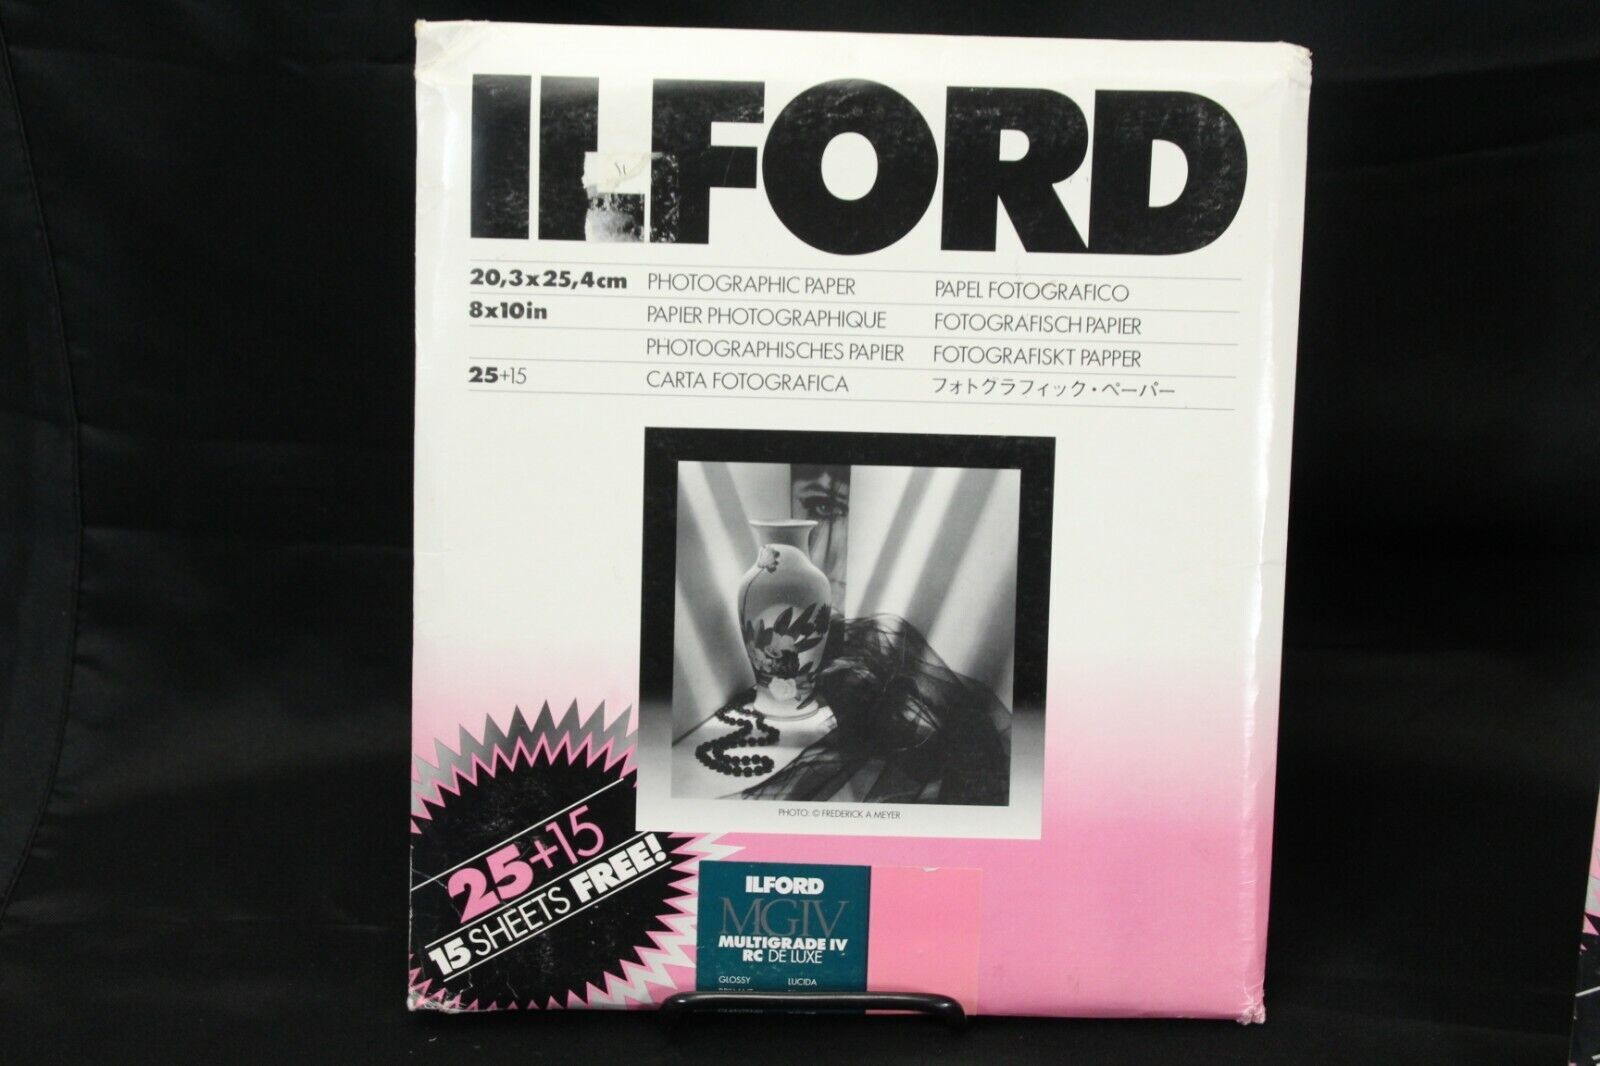 ILFORD
20,3x25,4cm PHOTOGRAPHIC PAPER PAPEL FOTOGRAFICO
8x10in PAPIER PHOTOGRAPHIQUE FOTOGRAFISCH PAPIER
PHOTOGRAPHISCHES PAPIER FOTOGRAFISKT PAPPER
25+15 CARTA FOTOGRAFICA フォトグラフィック・ペーパー
PHOTO: © FREDERICK A MEYER
25+15
15 SHEETS FREE!
ILFORD
MGIV
MULTIGRADE IV
RC DE LUXE
GLOSSY LUCIDA